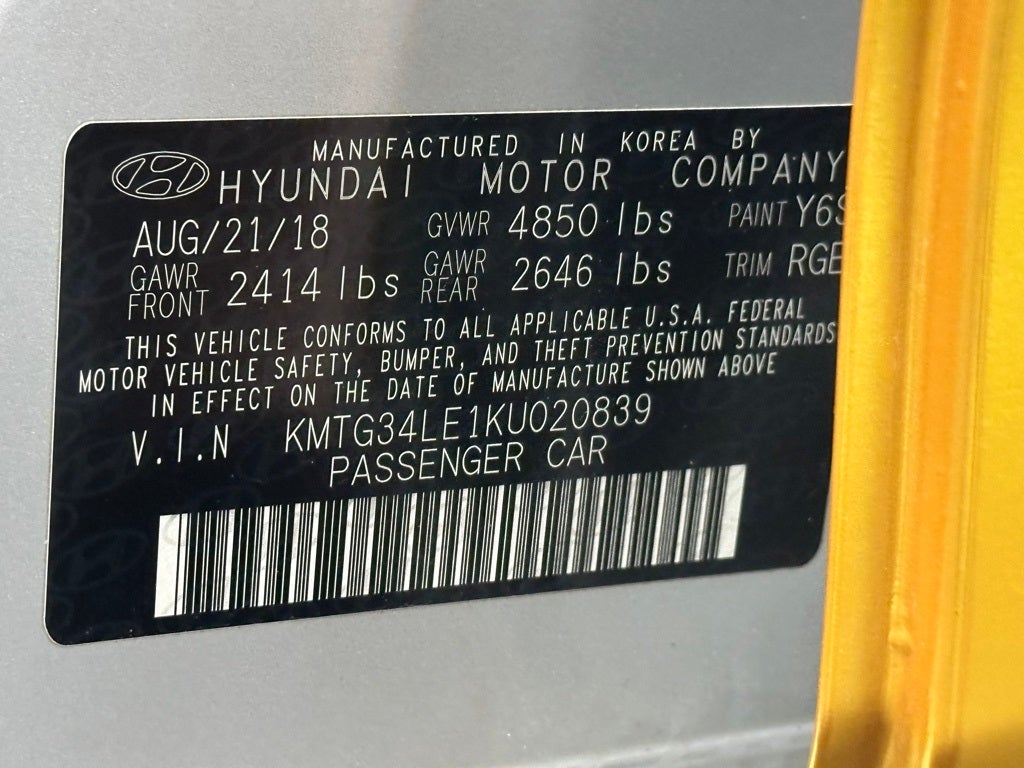 MANUFACTURED IN KOREA BY
HYUNDAI MOTOR COMPANY
AUG/21/18 GVWR 4850 lbs PAINT Y6S
GAWR FRONT 2414 lbs GAWR REAR 2646 lbs TRIM RGE
THIS VEHICLE CONFORMS TO ALL APPLICABLE U.S.A. FEDERAL
MOTOR VEHICLE SAFETY, BUMPER, AND THEFT PREVENTION STANDARDS
IN EFFECT ON THE DATE OF MANUFACTURE SHOWN ABOVE
V.I.N KMTG34LE1KU020839
PASSENGER CAR